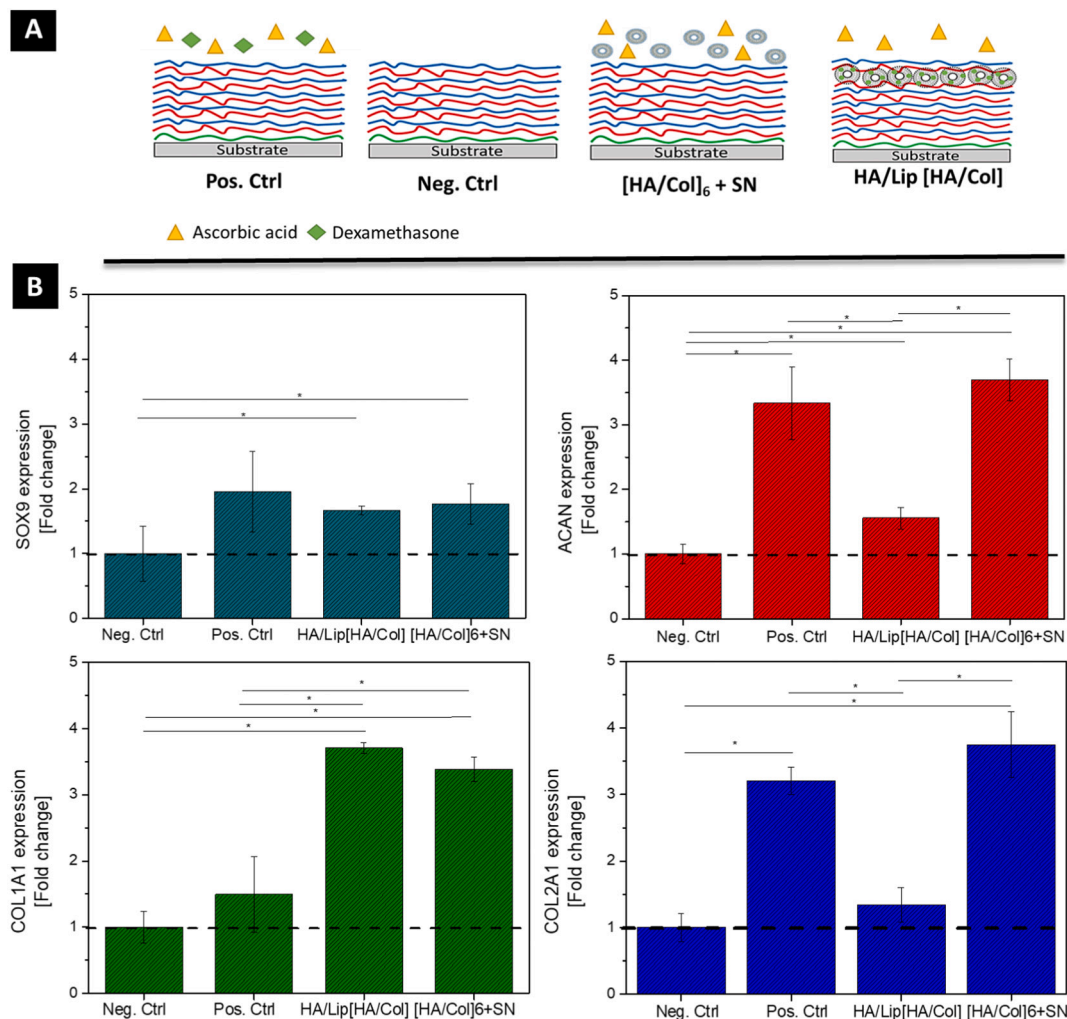 A
Substrate
Substrate
Substrate
Substrate
Pos. Ctrl
Neg. Ctrl
[HA/Col]₆ + SN
HA/Lip [HA/Col]
Ascorbic acid
Dexamethasone
B
SOX9 expression
[Fold change]
5
4
3
2
1
0
*
*
Neg. Ctrl
Pos. Ctrl
HA/Lip[HA/Col]
[HA/Col]6+SN
ACAN expression
[Fold change]
5
4
3
2
1
0
*
*
*
*
*
Neg. Ctrl
Pos. Ctrl
HA/Lip[HA/Col]
[HA/Col]6+SN
COL1A1 expression
[Fold change]
5
4
3
2
1
0
*
*
*
*
Neg. Ctrl
Pos. Ctrl
HA/Lip[HA/Col]
[HA/Col]6+SN
COL2A1 expression
[Fold change]
5
4
3
2
1
0
*
*
*
*
*
Neg. Ctrl
Pos. Ctrl
HA/Lip[HA/Col]
[HA/Col]6+SN